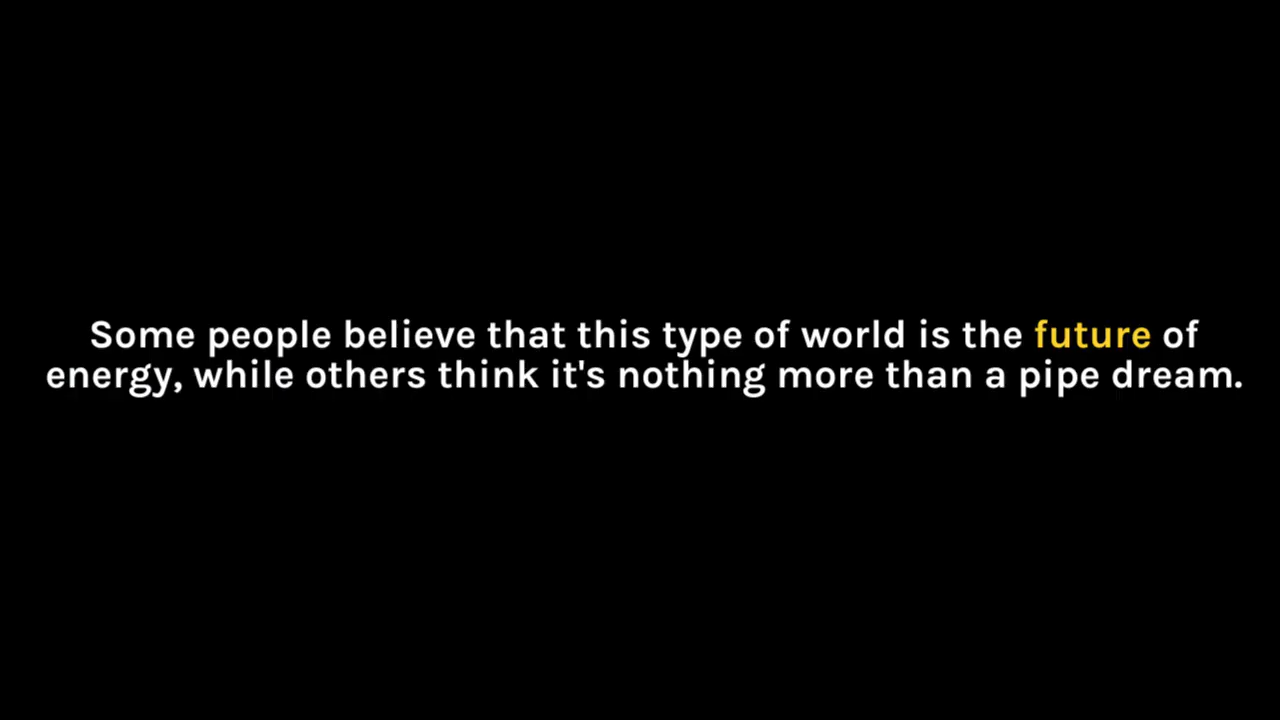 Some people believe that this type of world is the future of
energy, while others think it's nothing more than a pipe dream.